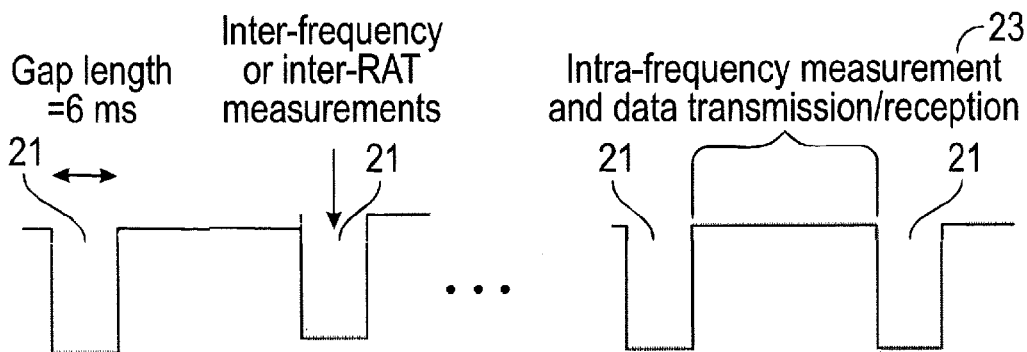 Gap length
=6 ms
21
Inter-frequency
or inter-RAT
measurements
21
23
Intra-frequency measurement
and data transmission/reception
21
21